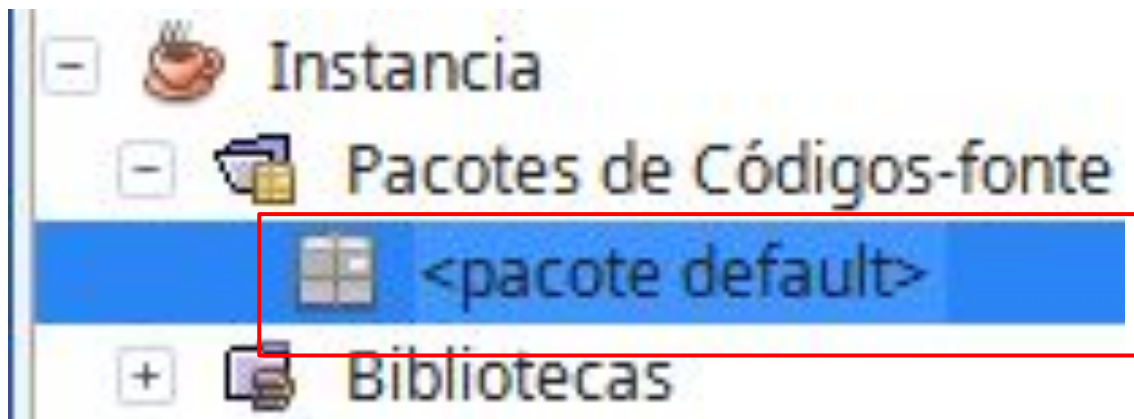 Instancia
Pacotes de Códigos-fonte
<pacote default>
Bibliotecas